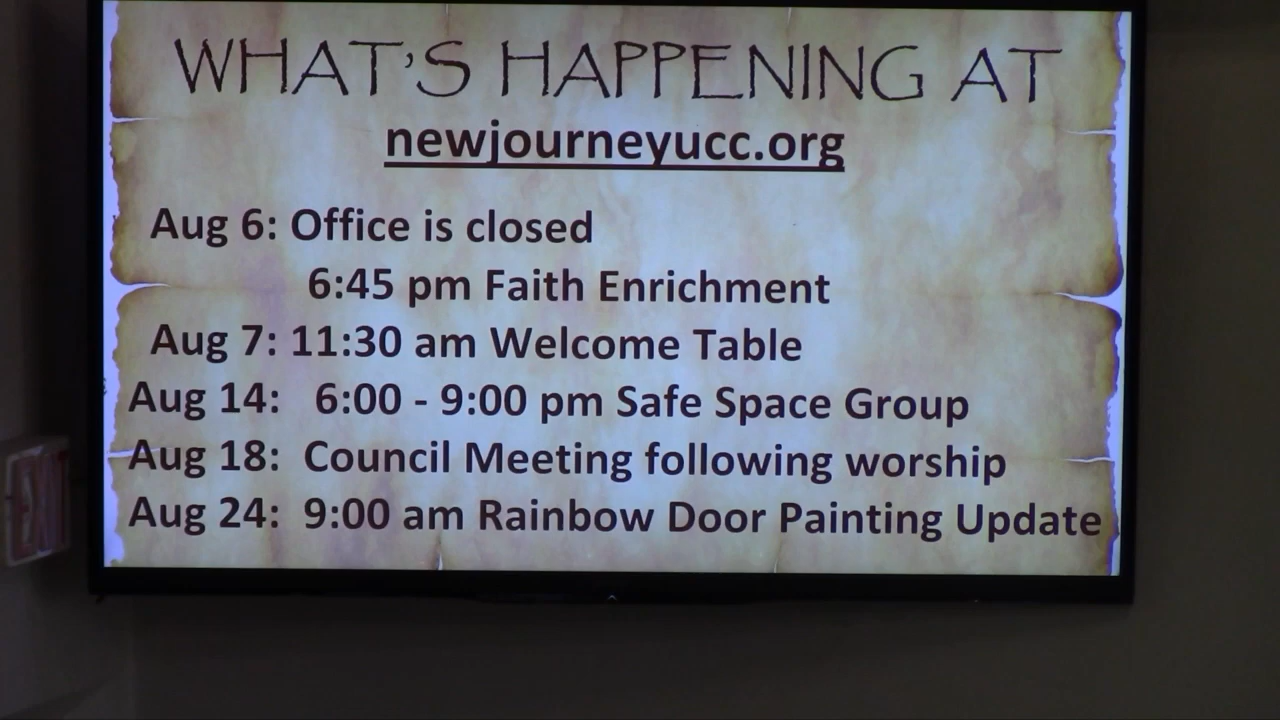 WHAT'S HAPPENING AT
newjourneyucc.org
Aug 6: Office is closed
6:45 pm Faith Enrichment
Aug 7: 11:30 am Welcome Table
Aug 14: 6:00 - 9:00 pm Safe Space Group
Aug 18: Council Meeting following worship
Aug 24: 9:00 am Rainbow Door Painting Update
EXIT